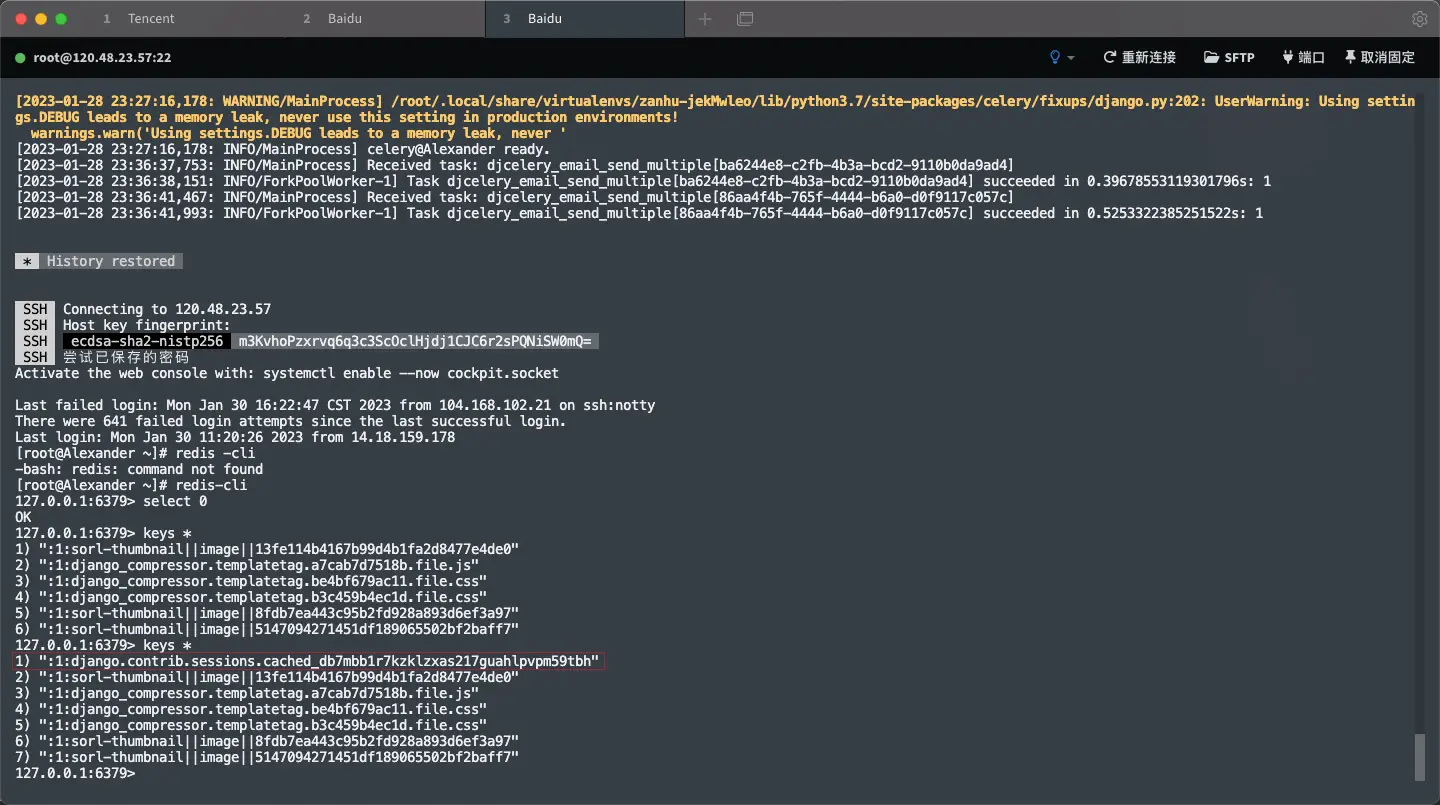 1 Tencent 2 Baidu 3 Baidu
root@120.48.23.57:22 重新连接 SFTP 端口 取消固定
[2023-01-28 23:27:16,178: WARNING/MainProcess] /root/.local/share/virtualenvs/zanhu-jekMwleo/lib/python3.7/site-packages/celery/fixups/django.py:202: UserWarning: Using settin
gs.DEBUG leads to a memory leak, never use this setting in production environments!
warnings.warn('Using settings.DEBUG leads to a memory leak, never '
[2023-01-28 23:27:16,178: INFO/MainProcess] celery@Alexander ready.
[2023-01-28 23:36:37,753: INFO/MainProcess] Received task: djcelery_email_send_multiple[ba6244e8-c2fb-4b3a-bcd2-9110b0da9ad4]
[2023-01-28 23:36:38,151: INFO/ForkPoolWorker-1] Task djcelery_email_send_multiple[ba6244e8-c2fb-4b3a-bcd2-9110b0da9ad4] succeeded in 0.39678553119301796s: 1
[2023-01-28 23:36:41,467: INFO/MainProcess] Received task: djcelery_email_send_multiple[86aa4f4b-765f-4444-b6a0-d0f9117c057c]
[2023-01-28 23:36:41,993: INFO/ForkPoolWorker-1] Task djcelery_email_send_multiple[86aa4f4b-765f-4444-b6a0-d0f9117c057c] succeeded in 0.5253322385251522s: 1
* History restored
SSH Connecting to 120.48.23.57
SSH Host key fingerprint:
SSH ecdsa-sha2-nistp256 m3KvhoPzxrvq6q3c3ScOclHjdj1CJC6r2sPQNiSW0mQ=
SSH 尝试已保存的密码
Activate the web console with: systemctl enable --now cockpit.socket
Last failed login: Mon Jan 30 16:22:47 CST 2023 from 104.168.102.21 on ssh:notty
There were 641 failed login attempts since the last successful login.
Last login: Mon Jan 30 11:20:26 2023 from 14.18.159.178
[root@Alexander ~]# redis -cli
-bash: redis: command not found
[root@Alexander ~]# redis-cli
127.0.0.1:6379> select 0
OK
127.0.0.1:6379> keys *
1) ":1:sorl-thumbnail||image||13fe114b4167b99d4b1fa2d8477e4de0"
2) ":1:django_compressor.templatetag.a7cab7d7518b.file.js"
3) ":1:django_compressor.templatetag.be4bf679ac11.file.css"
4) ":1:django_compressor.templatetag.b3c459b4ec1d.file.css"
5) ":1:sorl-thumbnail||image||8fdb7ea443c95b2fd928a893d6ef3a97"
6) ":1:sorl-thumbnail||image||5147094271451df189065502bf2baff7"
127.0.0.1:6379> keys *
1) ":1:django.contrib.sessions.cached_db7mbb1r7kzklzxas217guahlpvpm59tbh"
2) ":1:sorl-thumbnail||image||13fe114b4167b99d4b1fa2d8477e4de0"
3) ":1:django_compressor.templatetag.a7cab7d7518b.file.js"
4) ":1:django_compressor.templatetag.be4bf679ac11.file.css"
5) ":1:django_compressor.templatetag.b3c459b4ec1d.file.css"
6) ":1:sorl-thumbnail||image||8fdb7ea443c95b2fd928a893d6ef3a97"
7) ":1:sorl-thumbnail||image||5147094271451df189065502bf2baff7"
127.0.0.1:6379>